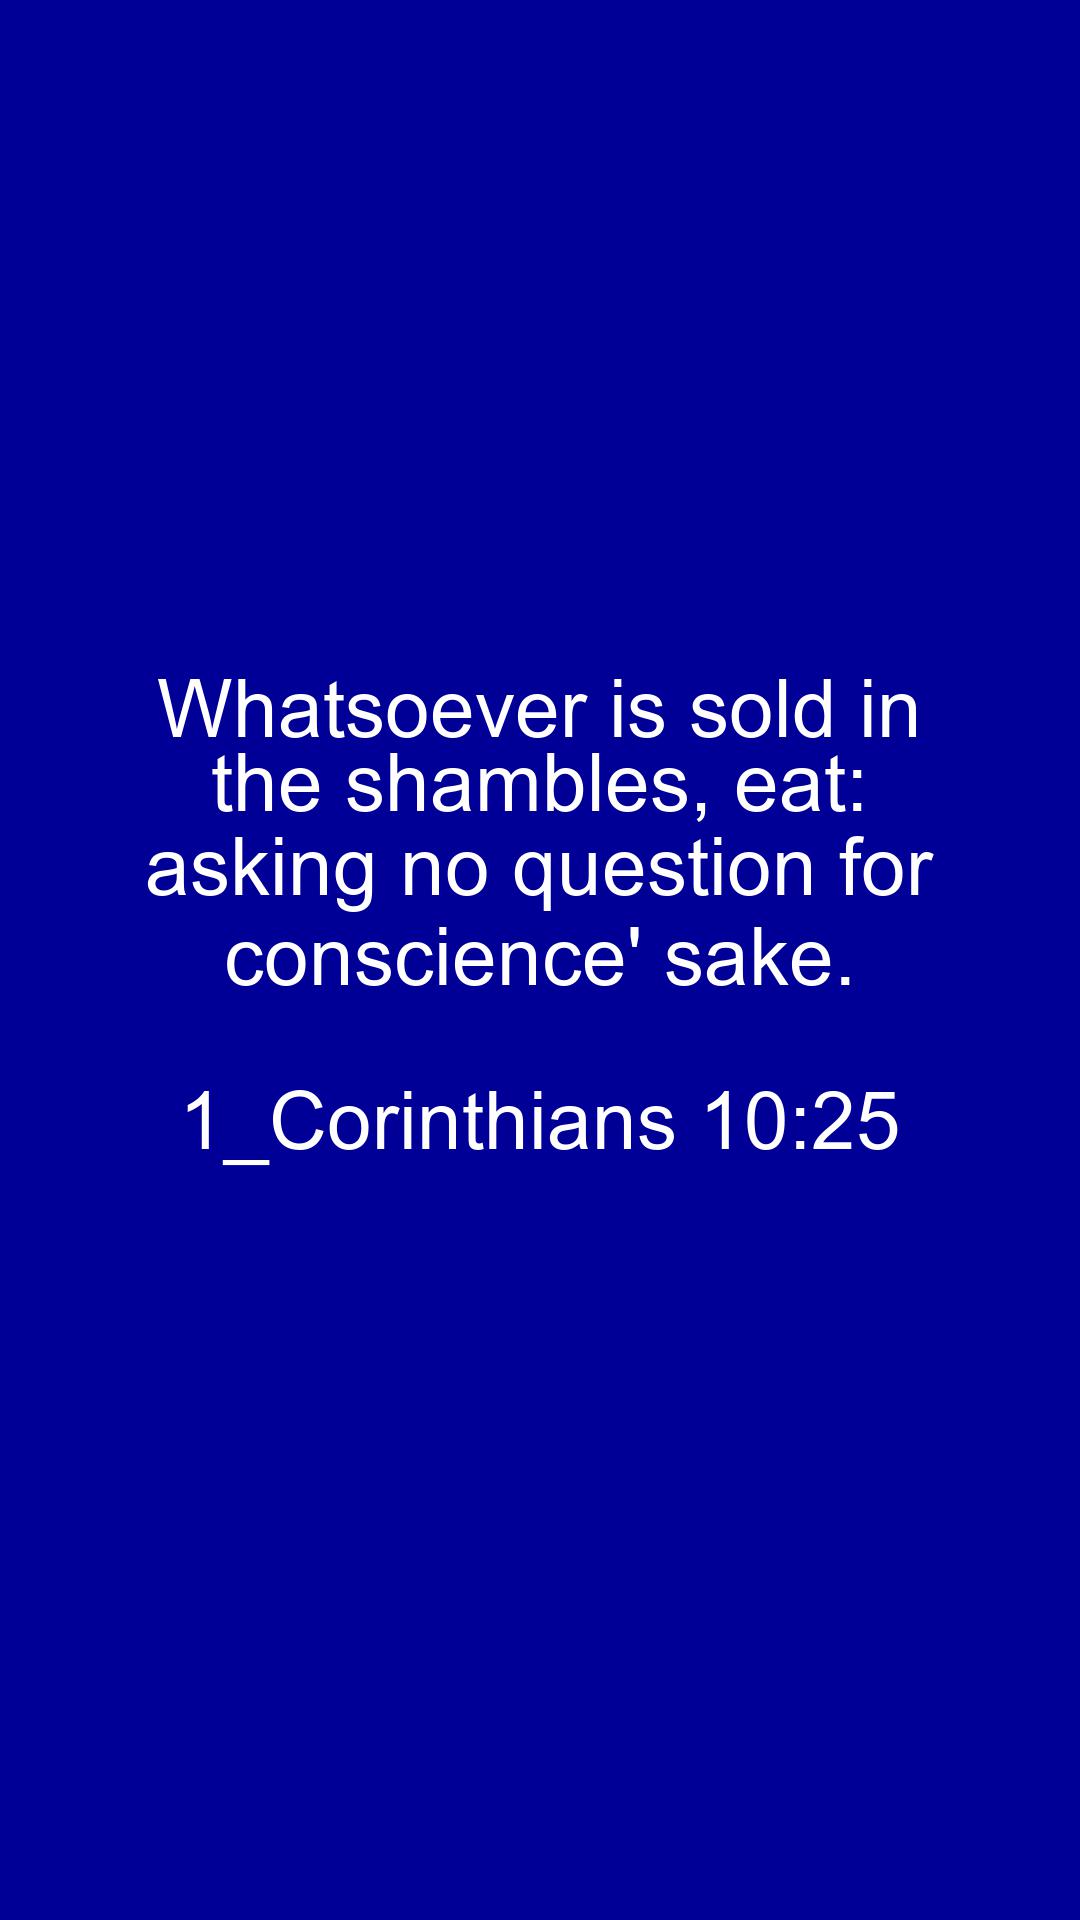 Whatsoever is sold in
the shambles, eat:
asking no question for
conscience' sake.
1_Corinthians 10:25